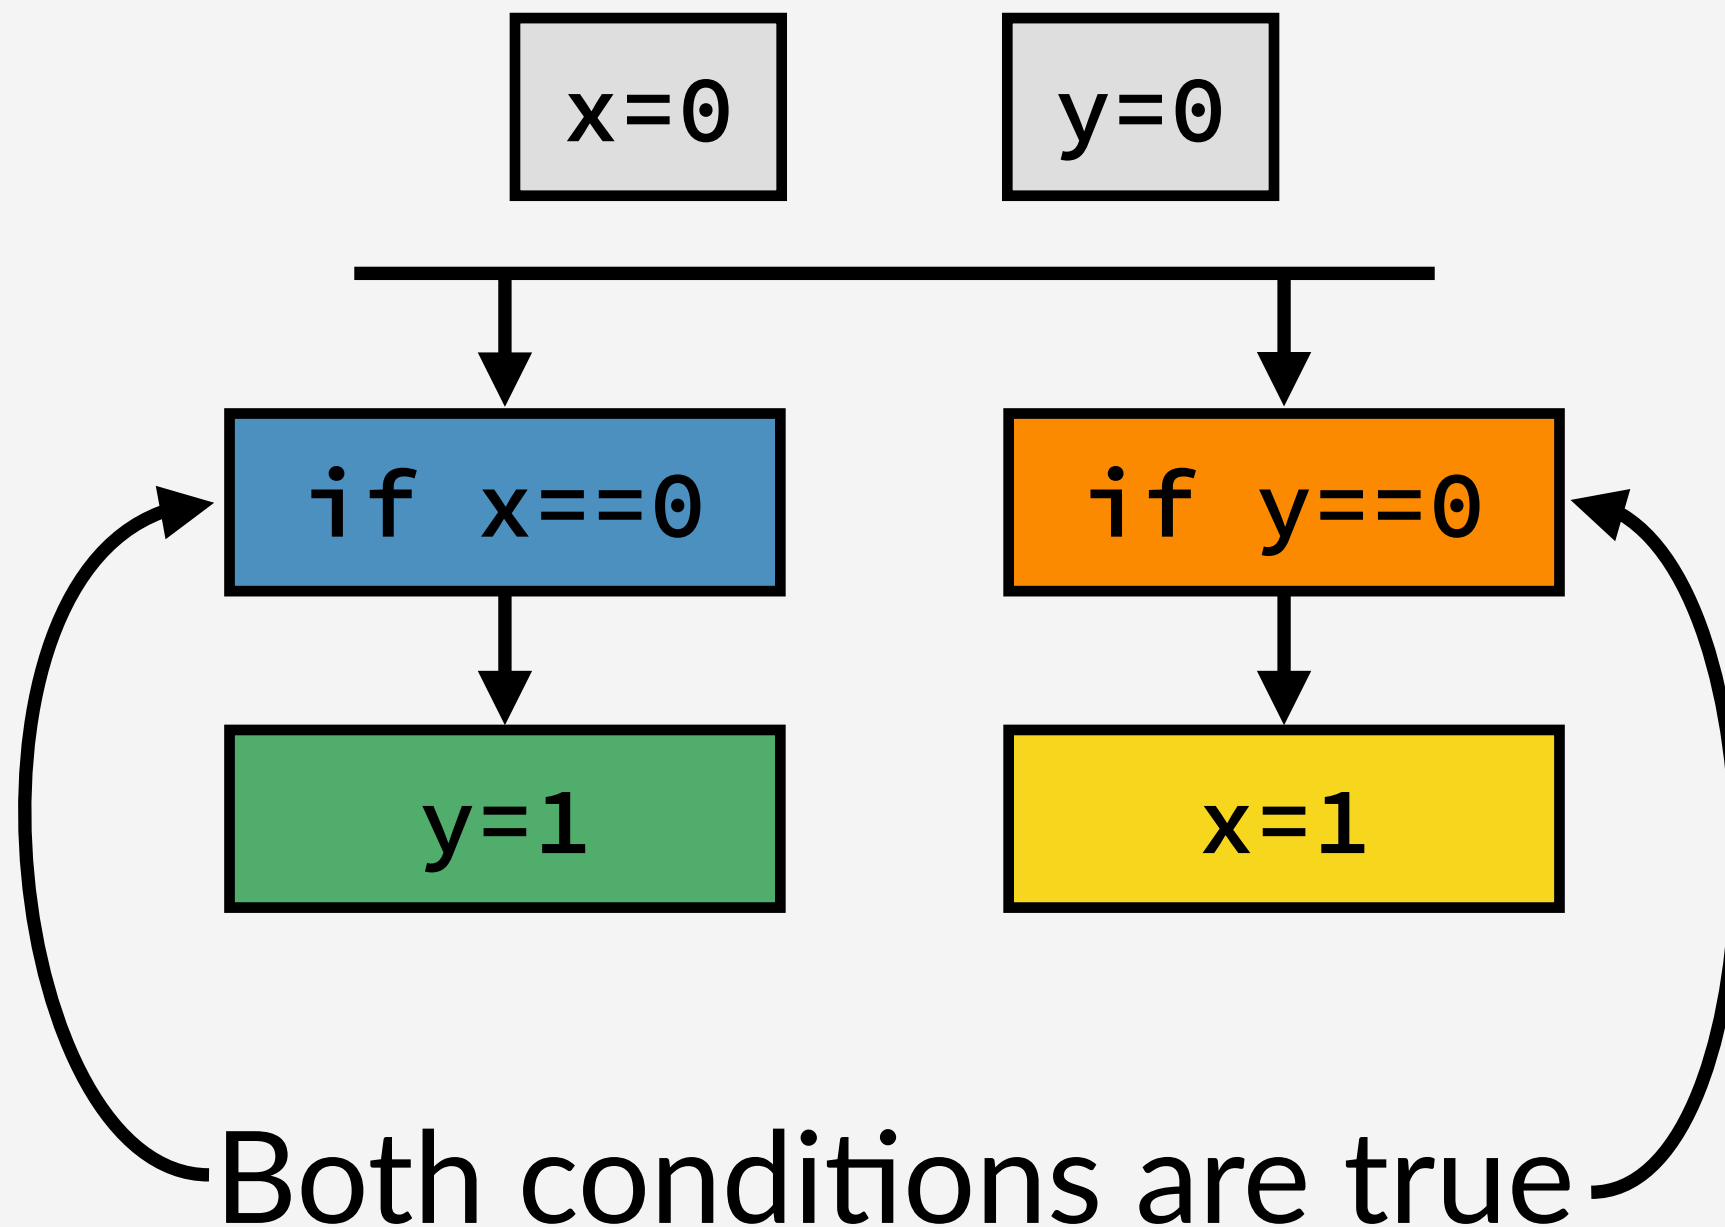 x=0
y=0
if x==0
if y==0
y=1
x=1
Both conditions are true